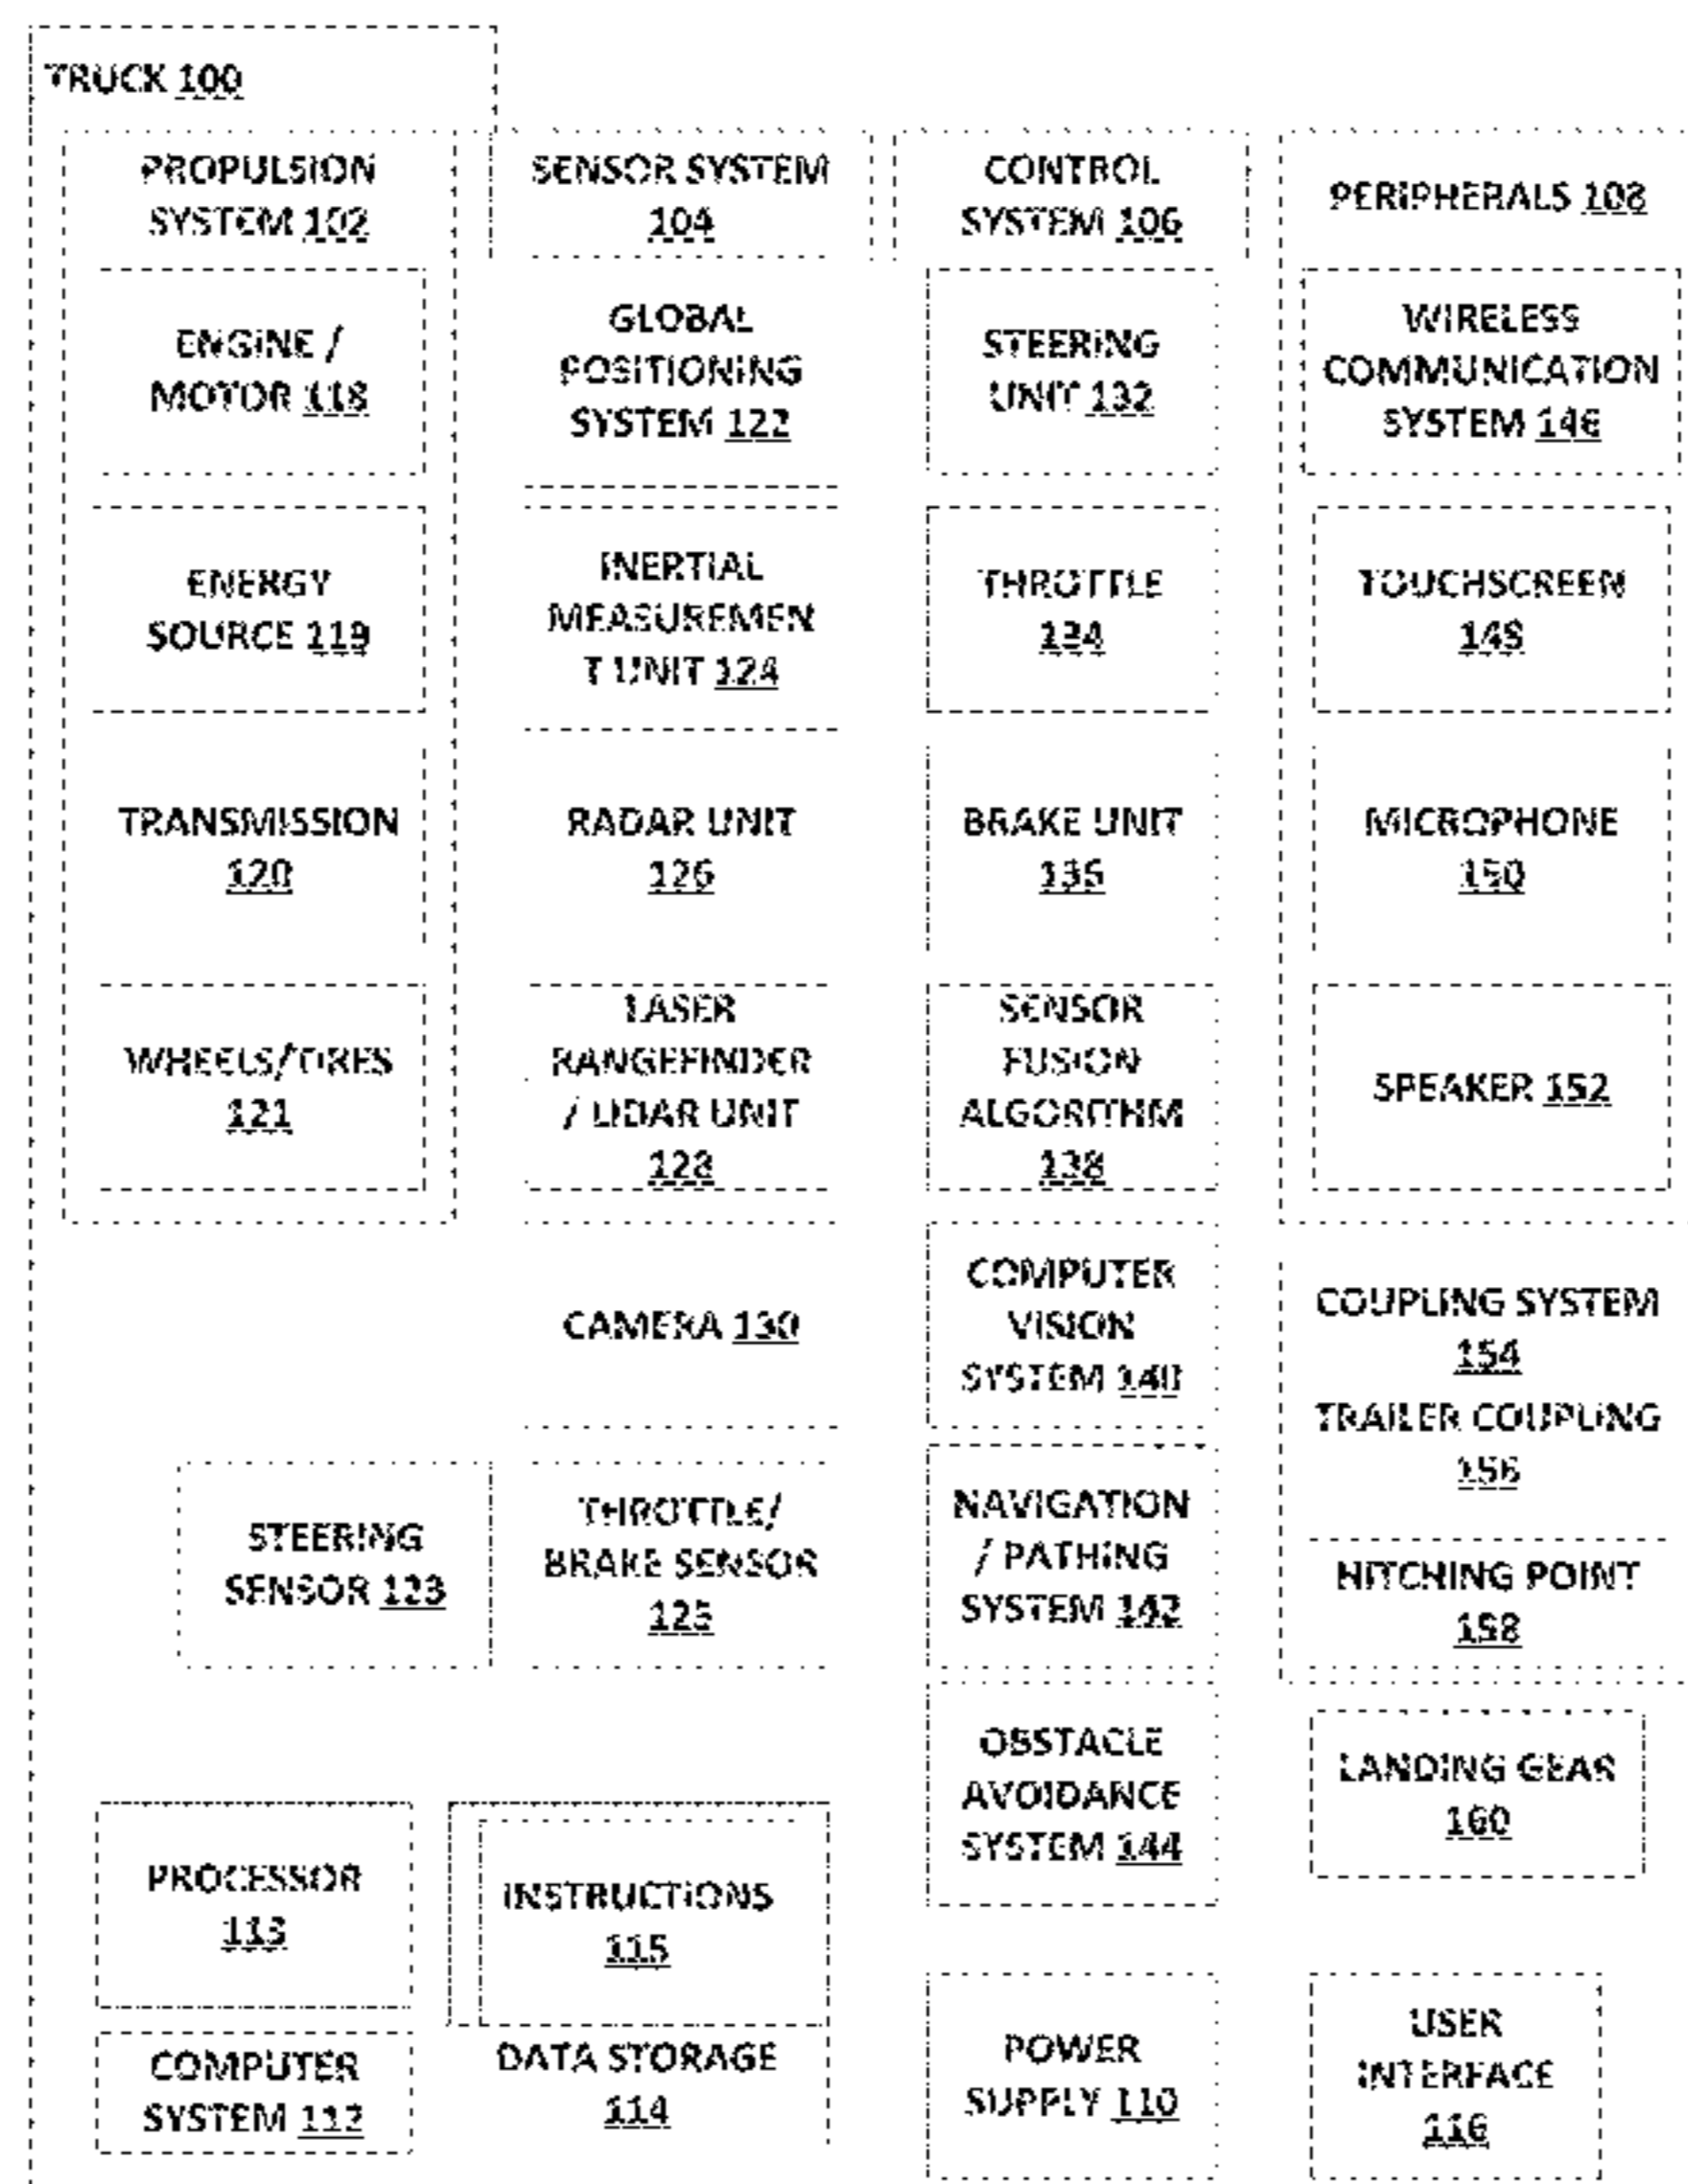 TRUCK 100
PROPULSION
SYSTEM 102
ENGINE /
MOTOR 118
ENERGY
SOURCE 119
TRANSMISSION
120
WHEELS/TIRES
121
SENSOR SYSTEM
104
GLOBAL
POSITIONING
SYSTEM 122
INERTIAL
MEASUREMEN
T UNIT 124
RADAR UNIT
126
LASER
RANGEFINDER
/ LIDAR UNIT
128
CAMERA 130
STEERING
SENSOR 123
THROTTLE/
BRAKE SENSOR
125
CONTROL
SYSTEM 106
STEERING
UNIT 132
THROTTLE
134
BRAKE UNIT
136
SENSOR
FUSION
ALGORITHM
138
COMPUTER
VISION
SYSTEM 140
NAVIGATION
/ PATHING
SYSTEM 142
OBSTACLE
AVOIDANCE
SYSTEM 144
PERIPHERALS 108
WIRELESS
COMMUNICATION
SYSTEM 146
TOUCHSCREEN
148
MICROPHONE
150
SPEAKER 152
COUPLING SYSTEM
154
TRAILER COUPLING
156
HITCHING POINT
158
LANDING GEAR
160
PROCESSOR
113
COMPUTER
SYSTEM 112
INSTRUCTIONS
115
DATA STORAGE
114
POWER
SUPPLY 110
USER
INTERFACE
116